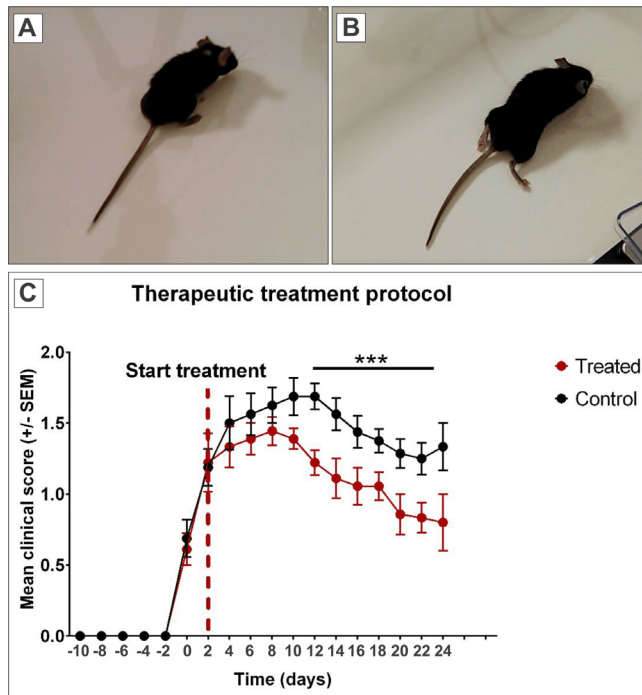 A
B
C
Therapeutic treatment protocol
2.0
1.5
1.0
0.5
0.0
Mean clinical score (+/- SEM)
Start treatment
***
Treated
Control
-10 -8 -6 -4 -2 0 2 4 6 8 10 12 14 16 18 20 22 24
Time (days)